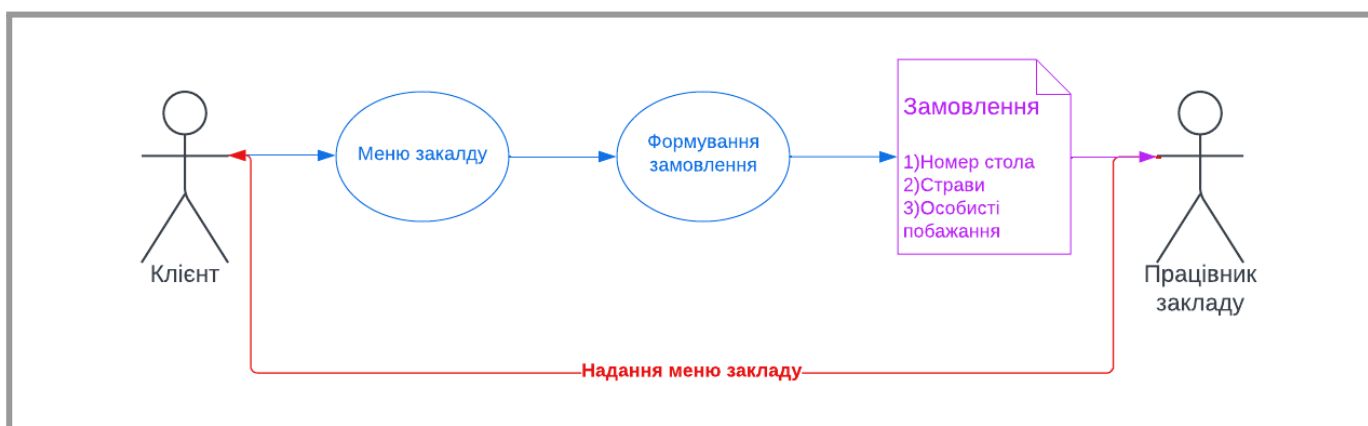 Клієнт
Меню закалду
Формування
замовлення
Замовлення
1)Номер стола
2)Страви
3)Особисті
побажання
Працівник
закладу
Надання меню закладу